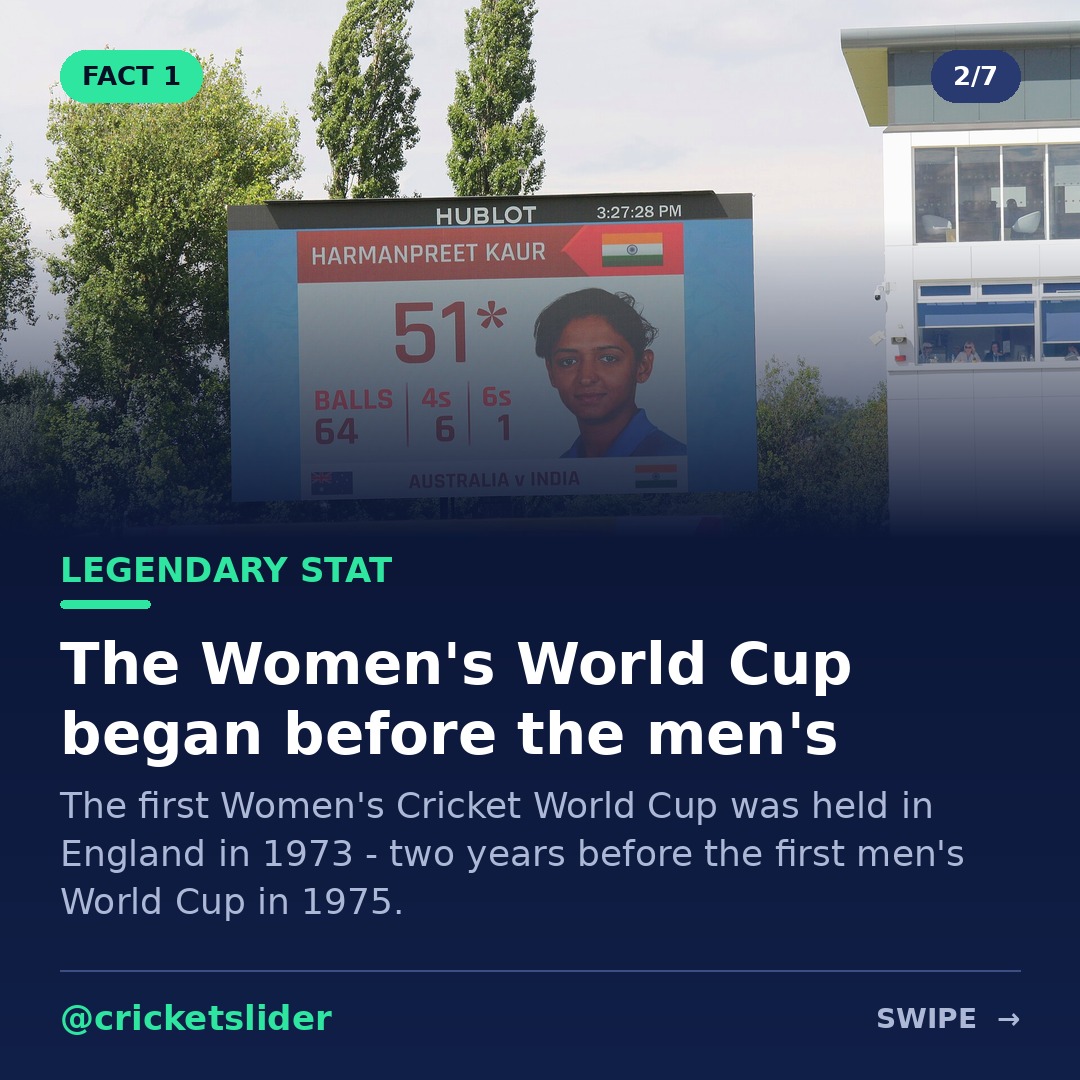 FACT 1
2/7
HUBLOT
3:27:28 PM
HARMANPREET KAUR
51*
BALLS 4s 6s
64 6 1
AUSTRALIA v INDIA
LEGENDARY STAT
The Women's World Cup
began before the men's
The first Women's Cricket World Cup was held in
England in 1973 - two years before the first men's
World Cup in 1975.
@cricketslider
SWIPE →